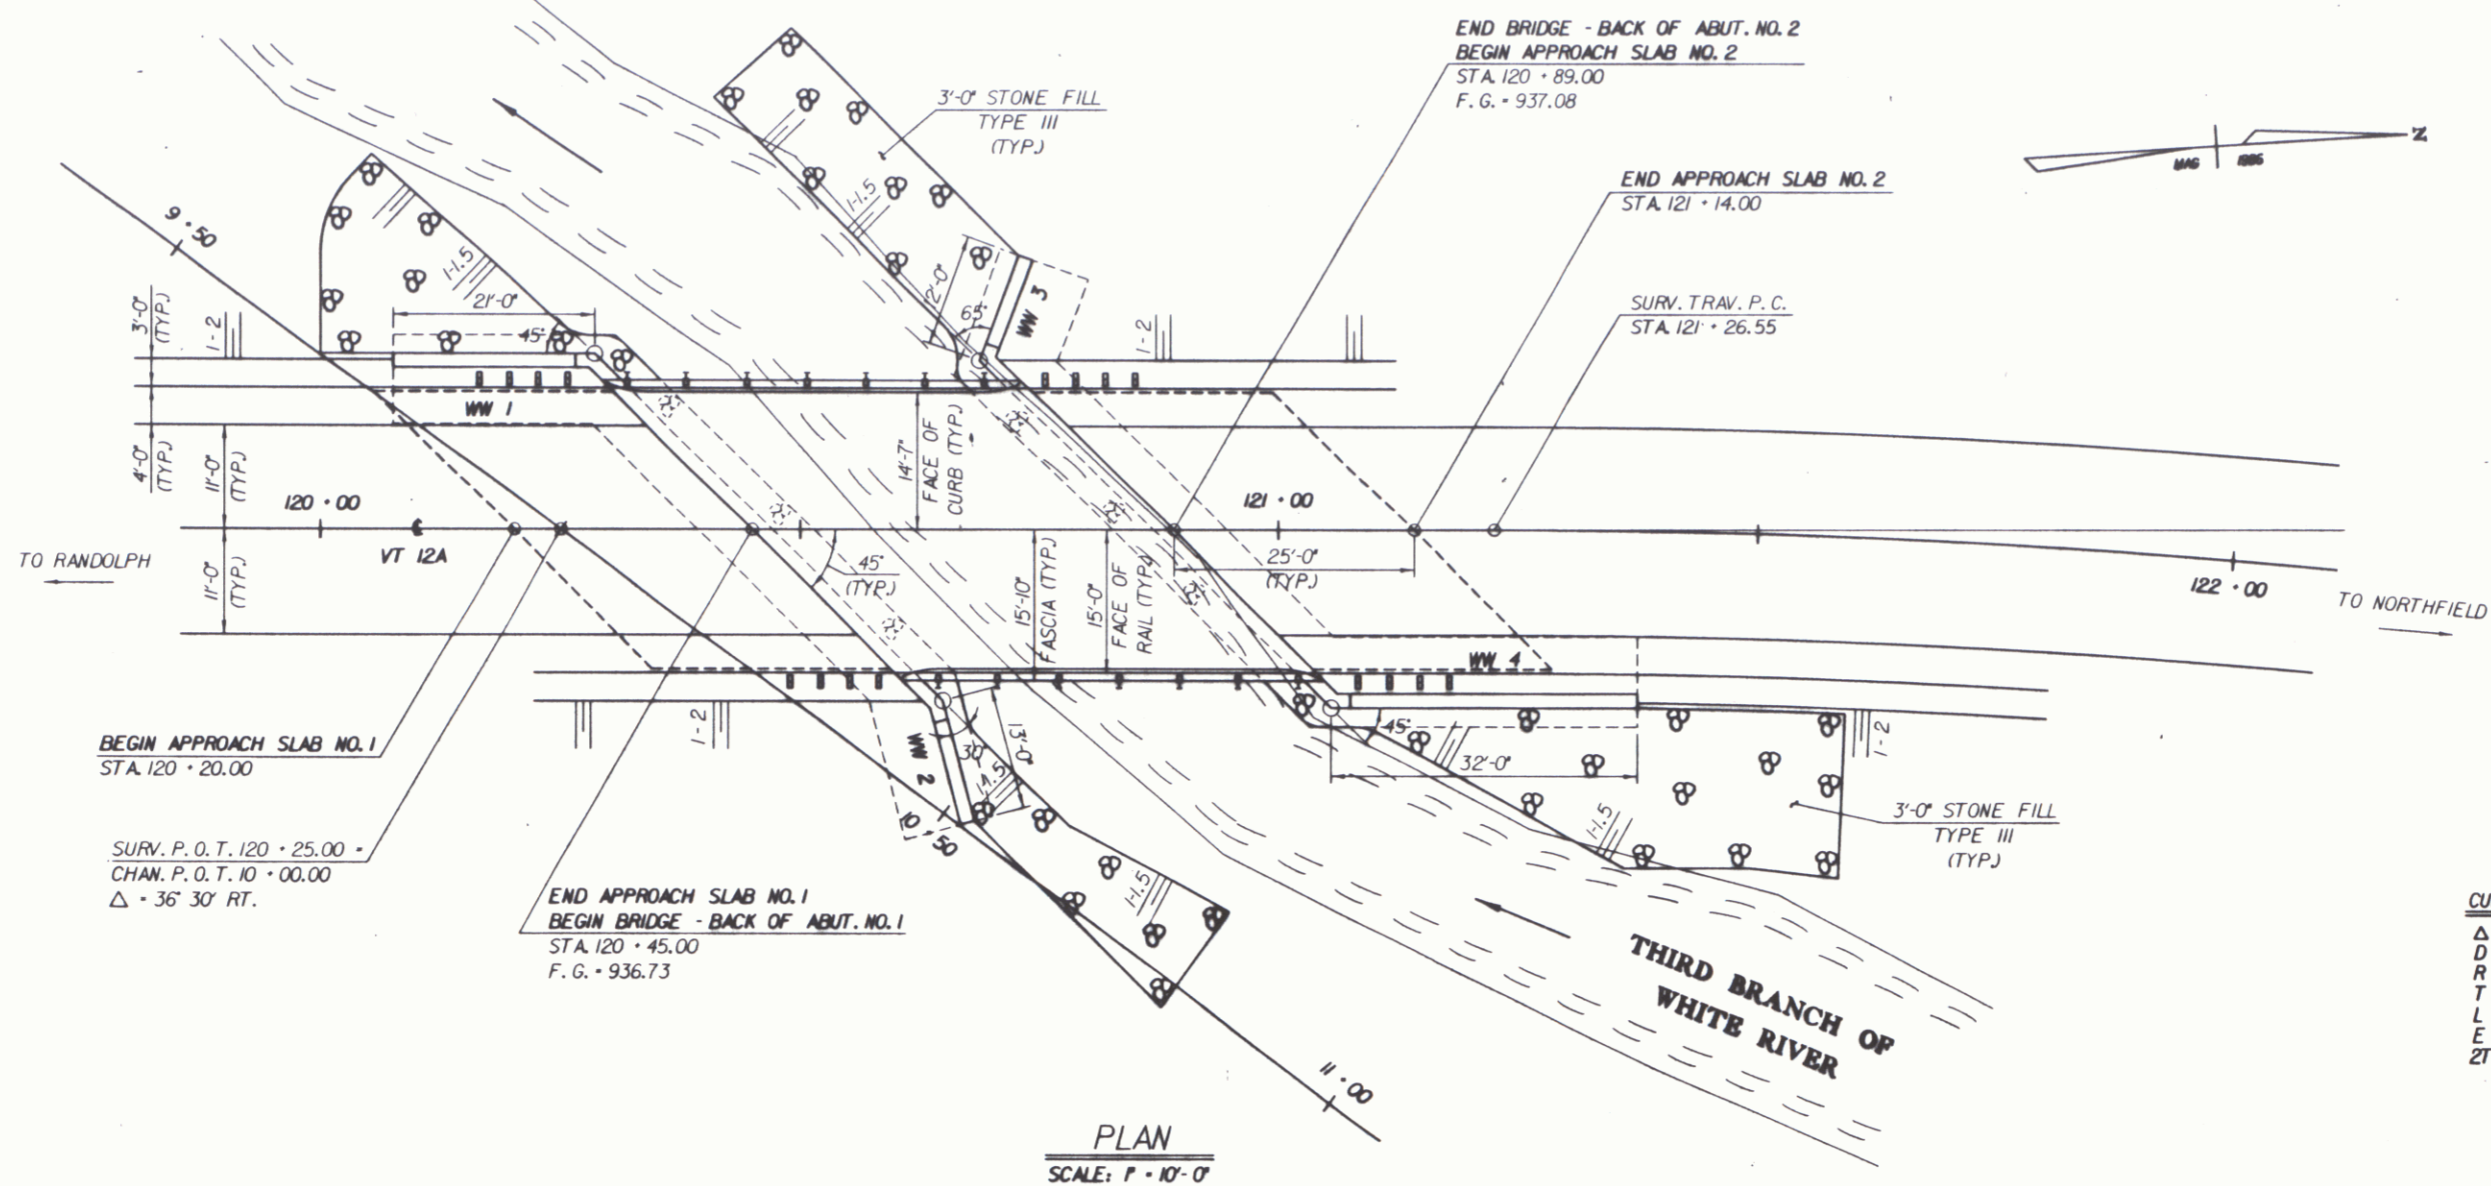 END BRIDGE - BACK OF ABUT. NO. 2
BEGIN APPROACH SLAB NO. 2
STA. 120 + 89.00
F. G. = 937.08
3'-0" STONE FILL
TYPE III
(TYP.)
MAG 1986
Z
END APPROACH SLAB NO. 2
STA. 121 + 14.00
SURV. TRAV. P. C.
STA. 121 + 26.55
9 + 50
3'-0"
(TYP.)
1-2
1-1.5
21'-0"
45°
1-1.5
65°
WW 3
1-2
WW 1
4'-0"
(TYP.)
11'-0"
(TYP.)
14'-7"
FACE OF
CURB (TYP.)
120 + 00
VT 12A
121 + 00
TO RANDOLPH
11'-0"
(TYP.)
45°
(TYP.)
15'-10"
FASCIA (TYP.)
15'-0"
FACE OF
RAIL (TYP.)
25'-0"
(TYP.)
122 + 00
TO NORTHFIELD
WW 4
1-2
WW 2
30°
13'-0"
1-1.5
10 + 50
45°
32'-0"
1-2
1-1.5
BEGIN APPROACH SLAB NO. 1
STA. 120 + 20.00
SURV. P. O. T. 120 + 25.00 =
CHAN. P. O. T. 10 + 00.00
△ = 36° 30' RT.
END APPROACH SLAB NO. 1
BEGIN BRIDGE - BACK OF ABUT. NO. 1
STA. 120 + 45.00
F. G. = 936.73
1-1.5
3'-0" STONE FILL
TYPE III
(TYP.)
THIRD BRANCH OF
WHITE RIVER
11 + 00
CU
△
D
R
T
L
E
2T
PLAN
SCALE: 1" = 10'-0"